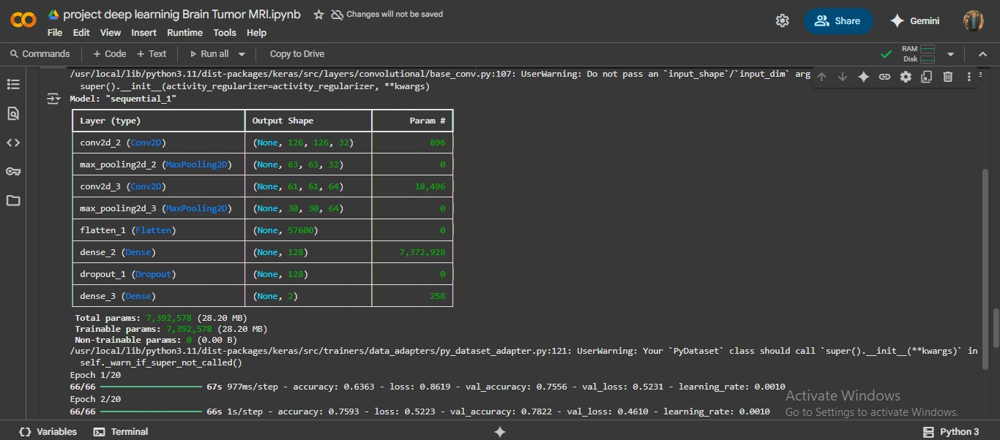 project deep learninig Brain Tumor MRI.ipynb Changes will not be saved
File Edit View Insert Runtime Tools Help
Share Gemini
Commands + Code + Text Run all Copy to Drive
RAM
Disk
/usr/local/lib/python3.11/dist-packages/keras/src/layers/convolutional/base_conv.py:107: UserWarning: Do not pass an `input_shape`/`input_dim` arg
super().__init__(activity_regularizer=activity_regularizer, **kwargs)
Model: "sequential_1"
Layer (type) Output Shape Param #
conv2d_2 (Conv2D) (None, 126, 126, 32) 896
max_pooling2d_2 (MaxPooling2D) (None, 63, 63, 32) 0
conv2d_3 (Conv2D) (None, 61, 61, 64) 18,496
max_pooling2d_3 (MaxPooling2D) (None, 30, 30, 64) 0
flatten_1 (Flatten) (None, 57600) 0
dense_2 (Dense) (None, 128) 7,372,928
dropout_1 (Dropout) (None, 128) 0
dense_3 (Dense) (None, 2) 258
Total params: 7,392,578 (28.20 MB)
Trainable params: 7,392,578 (28.20 MB)
Non-trainable params: 0 (0.00 B)
/usr/local/lib/python3.11/dist-packages/keras/src/trainers/data_adapters/py_dataset_adapter.py:121: UserWarning: Your `PyDataset` class should call `super().__init__(**kwargs)` in
self._warn_if_super_not_called()
Epoch 1/20
66/66 67s 977ms/step - accuracy: 0.6363 - loss: 0.8619 - val_accuracy: 0.7556 - val_loss: 0.5231 - learning_rate: 0.0010
Epoch 2/20
66/66 66s 1s/step - accuracy: 0.7593 - loss: 0.5223 - val_accuracy: 0.7822 - val_loss: 0.4610 - learning_rate: 0.0010
Activate Windows
Go to Settings to activate Windows.
Variables Terminal Python 3